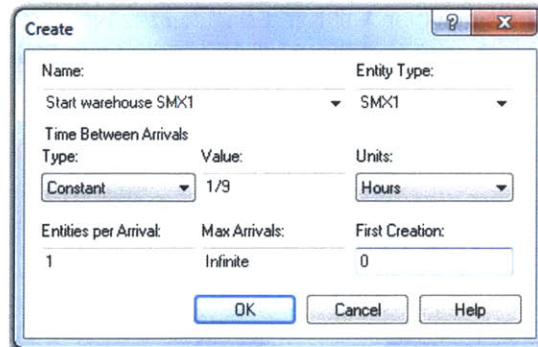 Create
Name: Entity Type:
Start warehouse SMX1 SMX1
Time Between Arrivals
Type: Value: Units:
Constant 1/9 Hours
Entities per Arrival: Max Arrivals: First Creation:
1 Infinite 0
OK Cancel Help